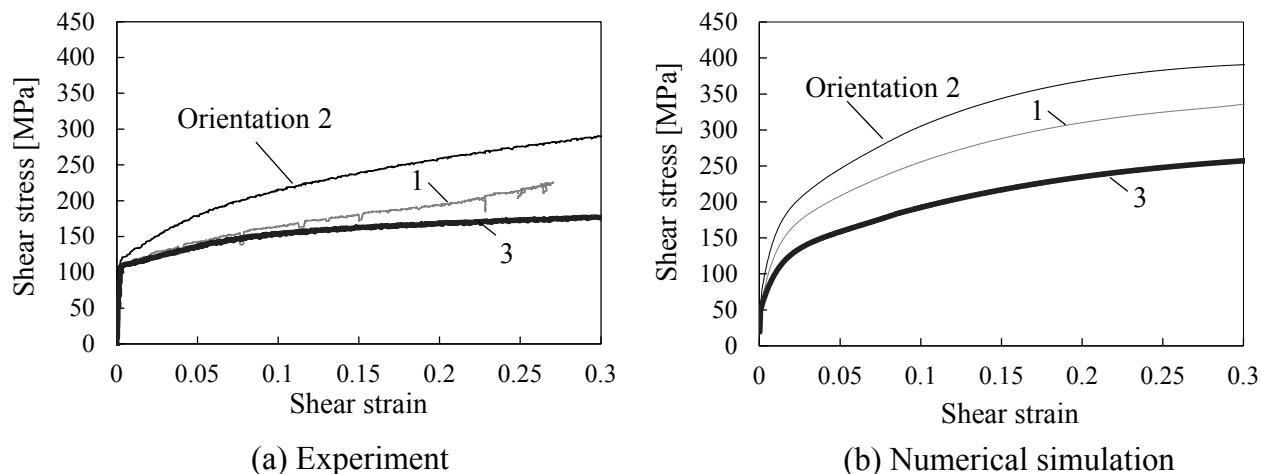 450
400
350
300
250
200
150
100
50
0
Shear stress [MPa]
Orientation 2
1
3
0 0.05 0.1 0.15 0.2 0.25 0.3
Shear strain
(a) Experiment
450
400
350
300
250
200
150
100
50
0
Shear stress [MPa]
Orientation 2
1
3
0 0.05 0.1 0.15 0.2 0.25 0.3
Shear strain
(b) Numerical simulation